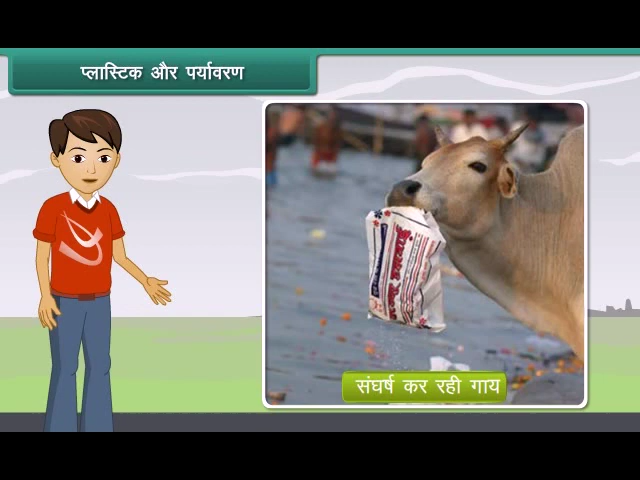 प्लास्टिक और पर्यावरण
संघर्ष कर रही गाय